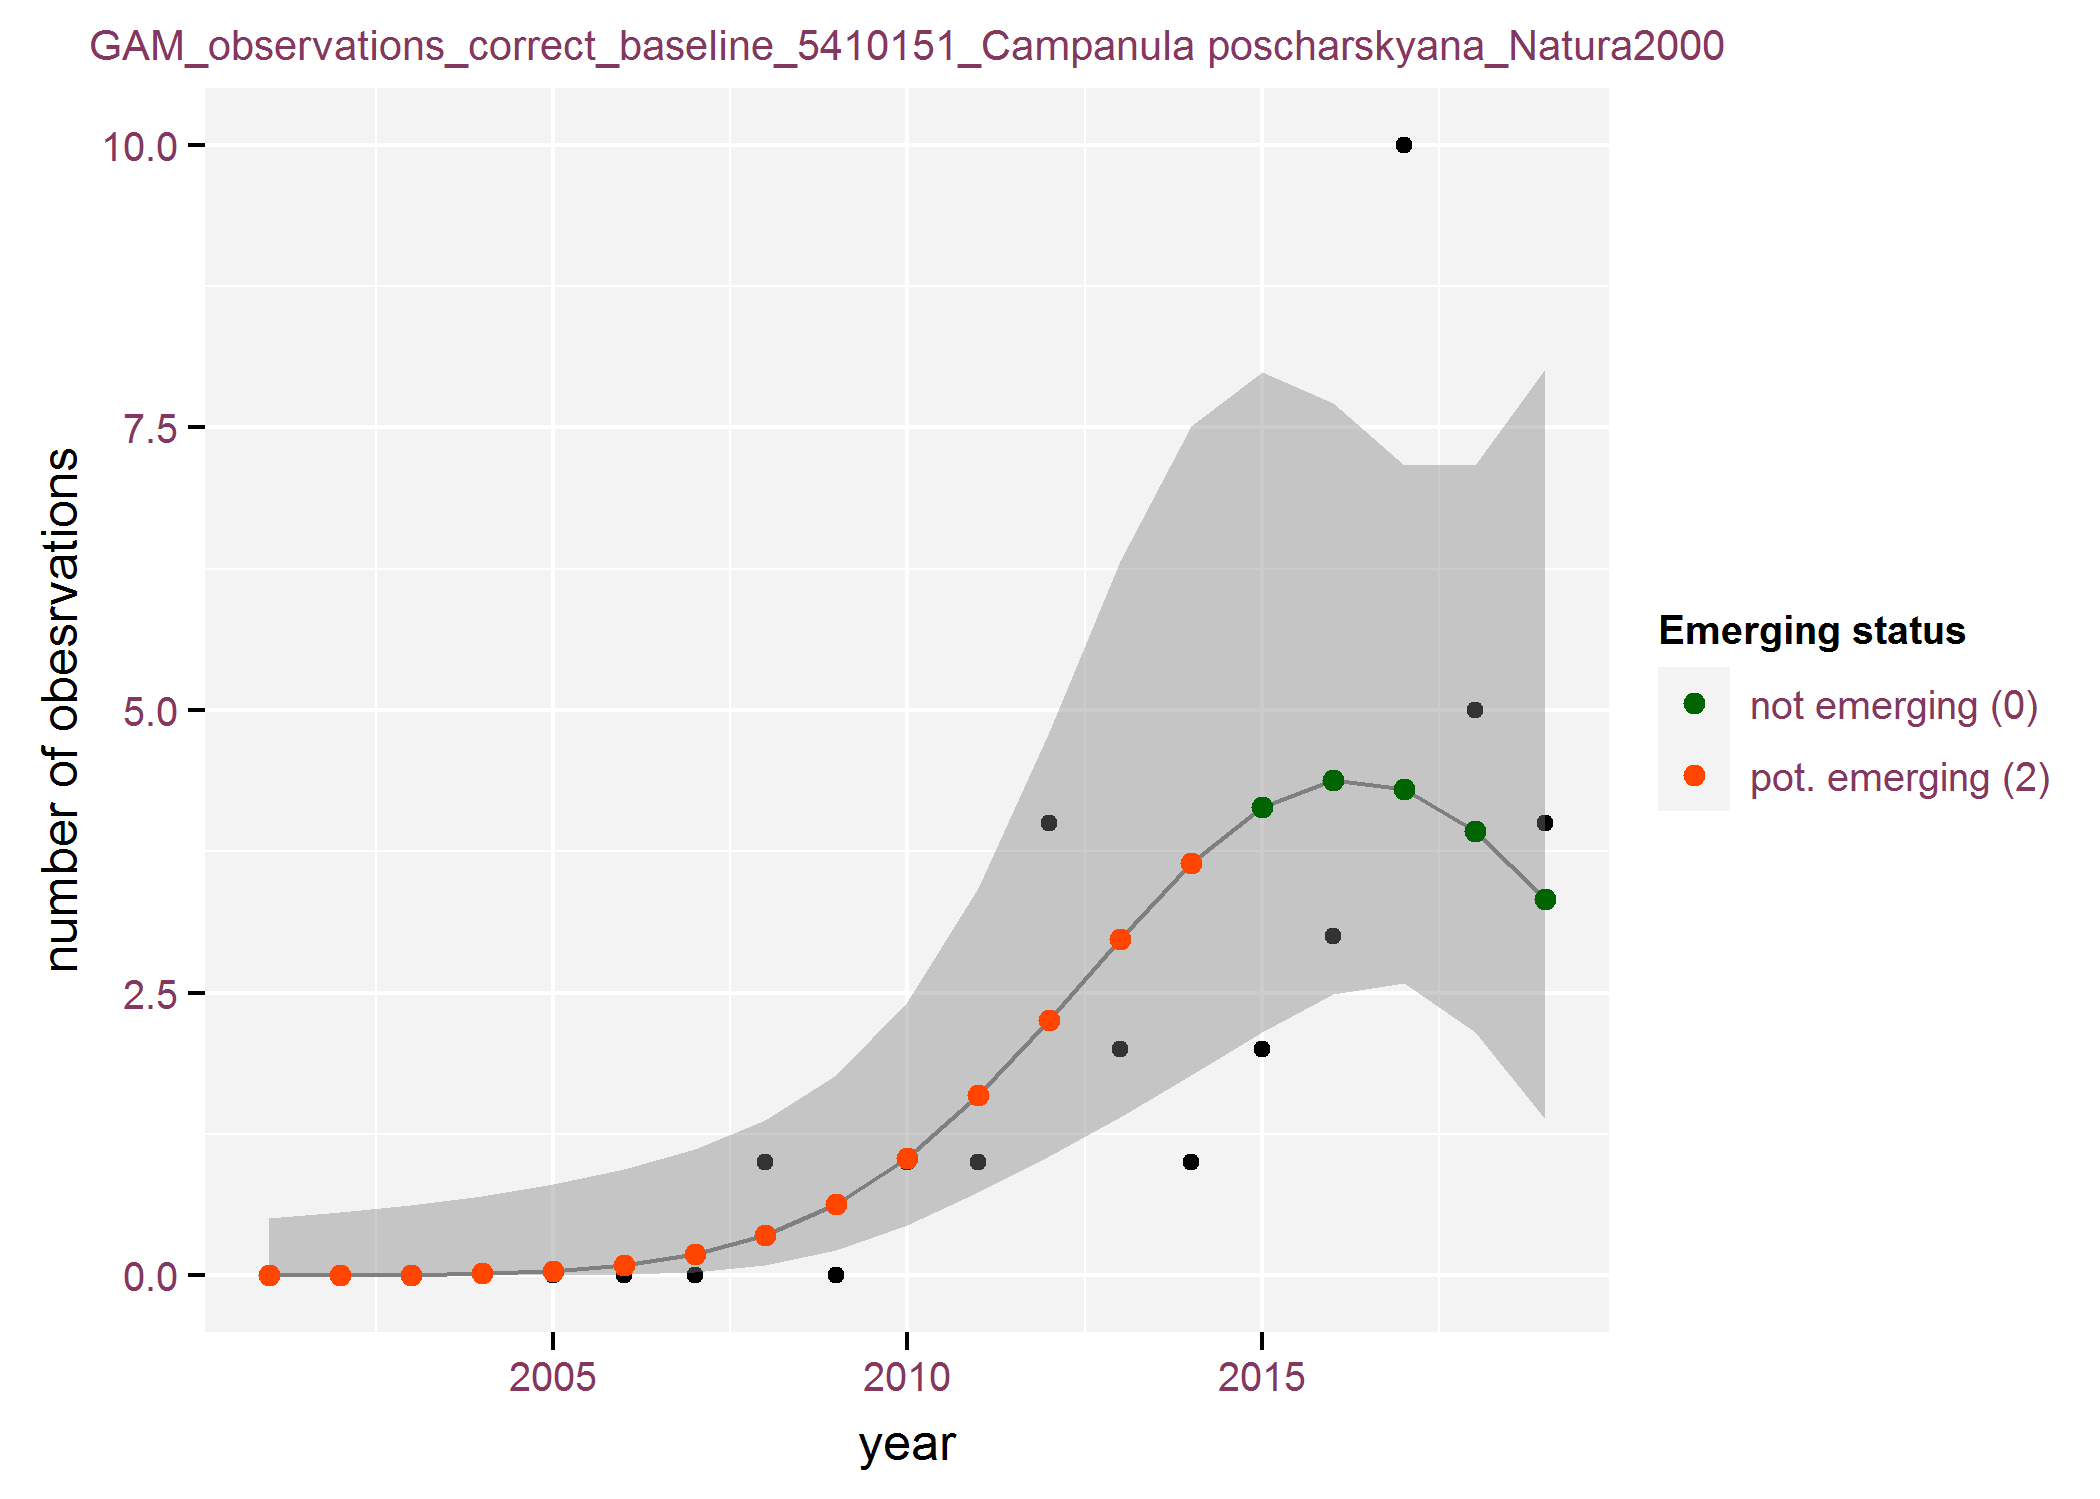 GAM_observations_correct_baseline_5410151_Campanula poscharskyana_Natura2000
10.0
7.5
5.0
2.5
0.0
number of obesrvations
2005 2010 2015
year
Emerging status
not emerging (0)
pot. emerging (2)